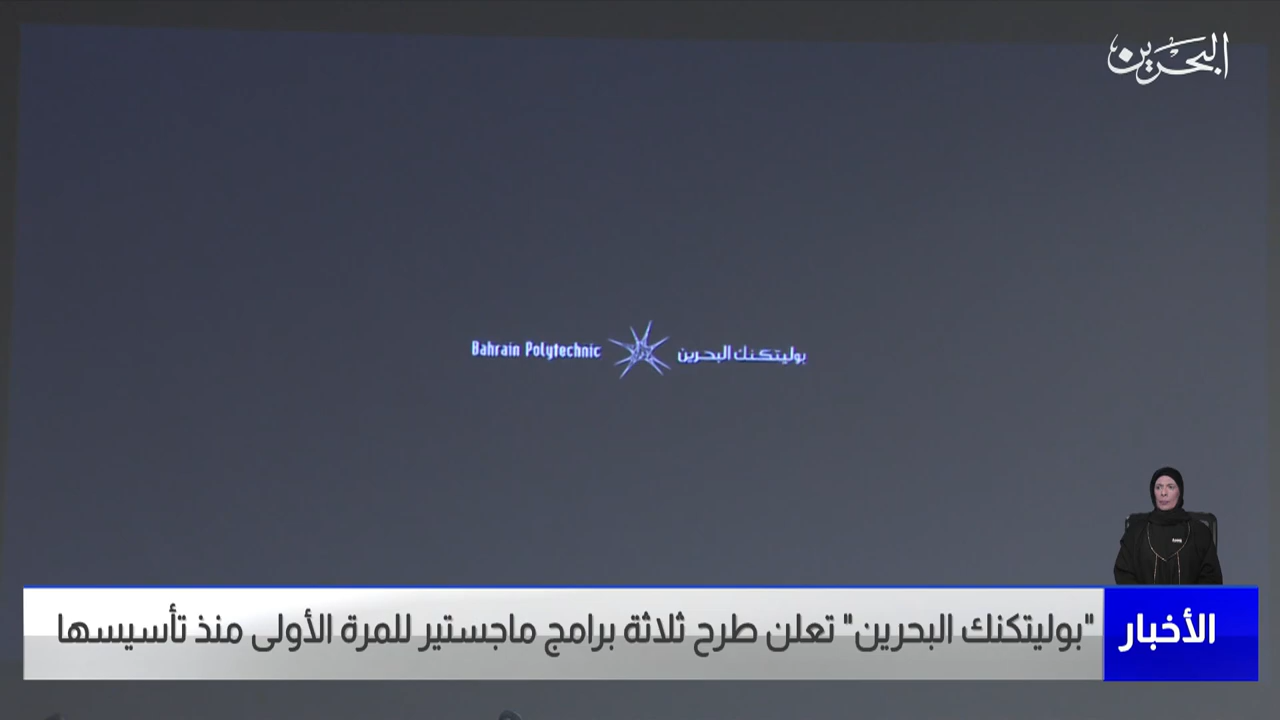 البحرين
Bahrain Polytechnic بوليتكنك البحرين
الأخبار
"بوليتكنك البحرين" تعلن طرح ثلاثة برامج ماجستير للمرة الأولى منذ تأسيسها